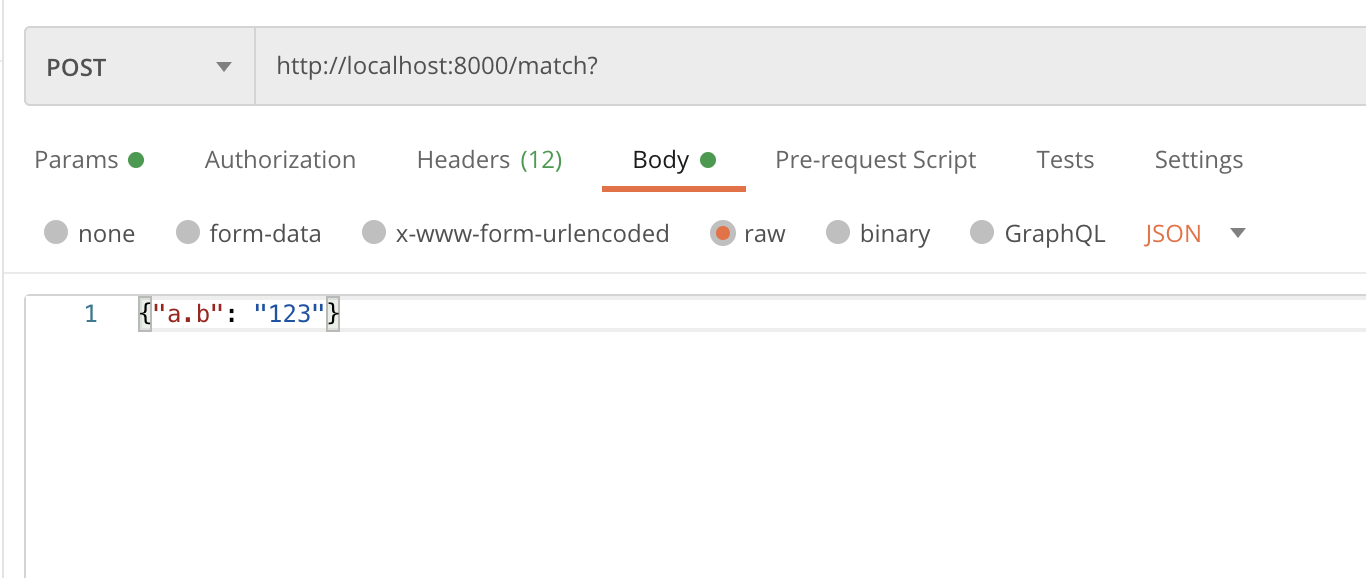 POST http://localhost:8000/match?
Params Authorization Headers (12) Body Pre-request Script Tests Settings
none form-data x-www-form-urlencoded raw binary GraphQL JSON
1 {"a.b": "123"}